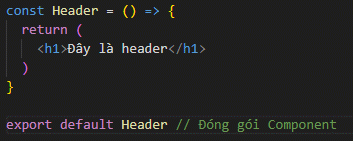 const Header = () => {
  return (
    <h1>Đây là header</h1>
  )
}
export default Header // Đóng gói Component